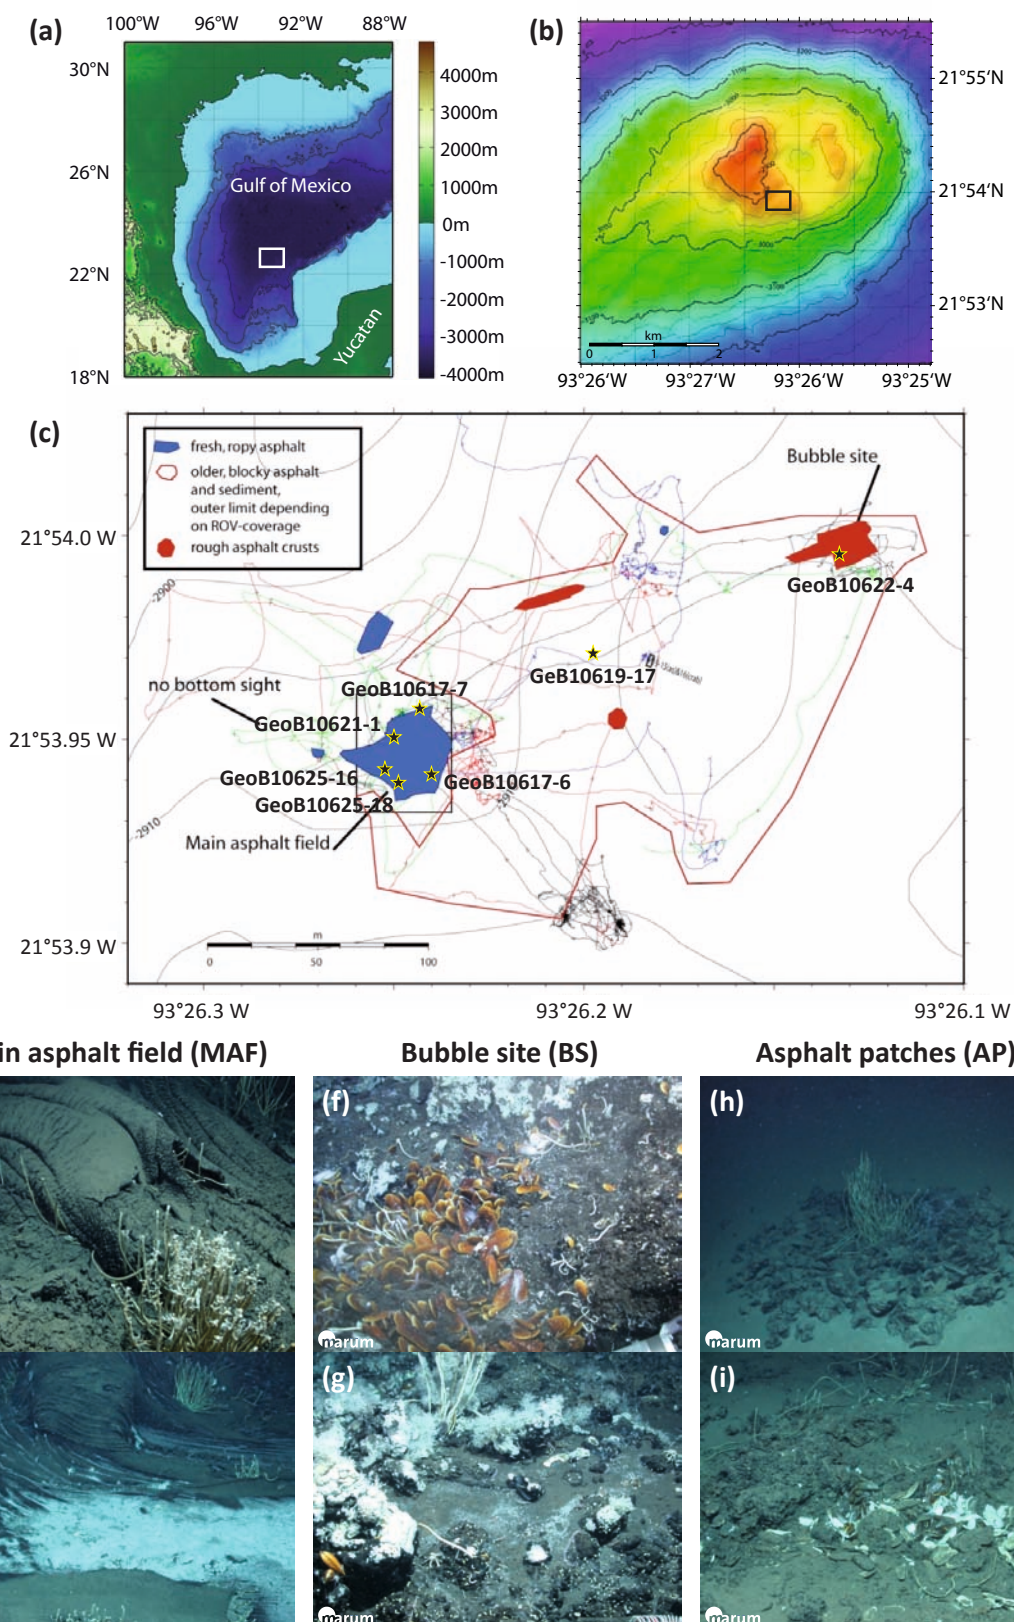 (a)
100°W 96°W 92°W 88°W
30°N
26°N
22°N
18°N
Gulf of Mexico
Yucatan
4000m
3000m
2000m
1000m
0m
-1000m
-2000m
-3000m
-4000m
(b)
21°55‘N
21°54‘N
21°53‘N
km
0 1 2
93°26‘W 93°27‘W 93°26‘W 93°25‘W
(c)
fresh, ropy asphalt
older, blocky asphalt
and sediment,
outer limit depending
on ROV-coverage
rough asphalt crusts
Bubble site
21°54.0 W
GeoB10622-4
-2900
GeB10619-17
no bottom sight
GeoB10617-7
GeoB10621-1
21°53.95 W
GeoB10625-16
GeoB10617-6
GeoB10625-18
-2910
Main asphalt field
21°53.9 W
m
0 50 100
93°26.3 W 93°26.2 W 93°26.1 W
in asphalt field (MAF) Bubble site (BS) Asphalt patches (AP)
(f)
marum
(h)
marum
(g)
marum
(i)
marum